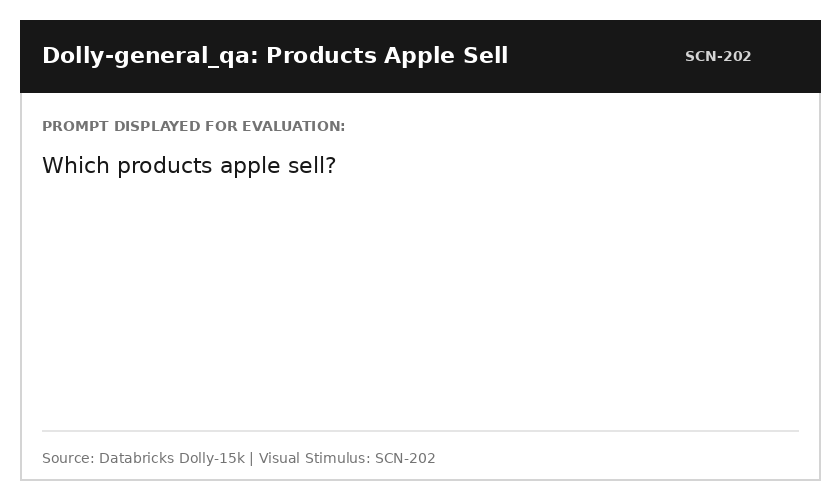 Dolly-general_qa: Products Apple Sell
SCN-202
PROMPT DISPLAYED FOR EVALUATION:
Which products apple sell?
Source: Databricks Dolly-15k | Visual Stimulus: SCN-202